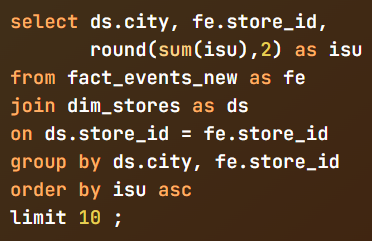 select ds.city, fe.store_id,
round(sum(isu),2) as isu
from fact_events_new as fe
join dim_stores as ds
on ds.store_id = fe.store_id
group by ds.city, fe.store_id
order by isu asc
limit 10 ;